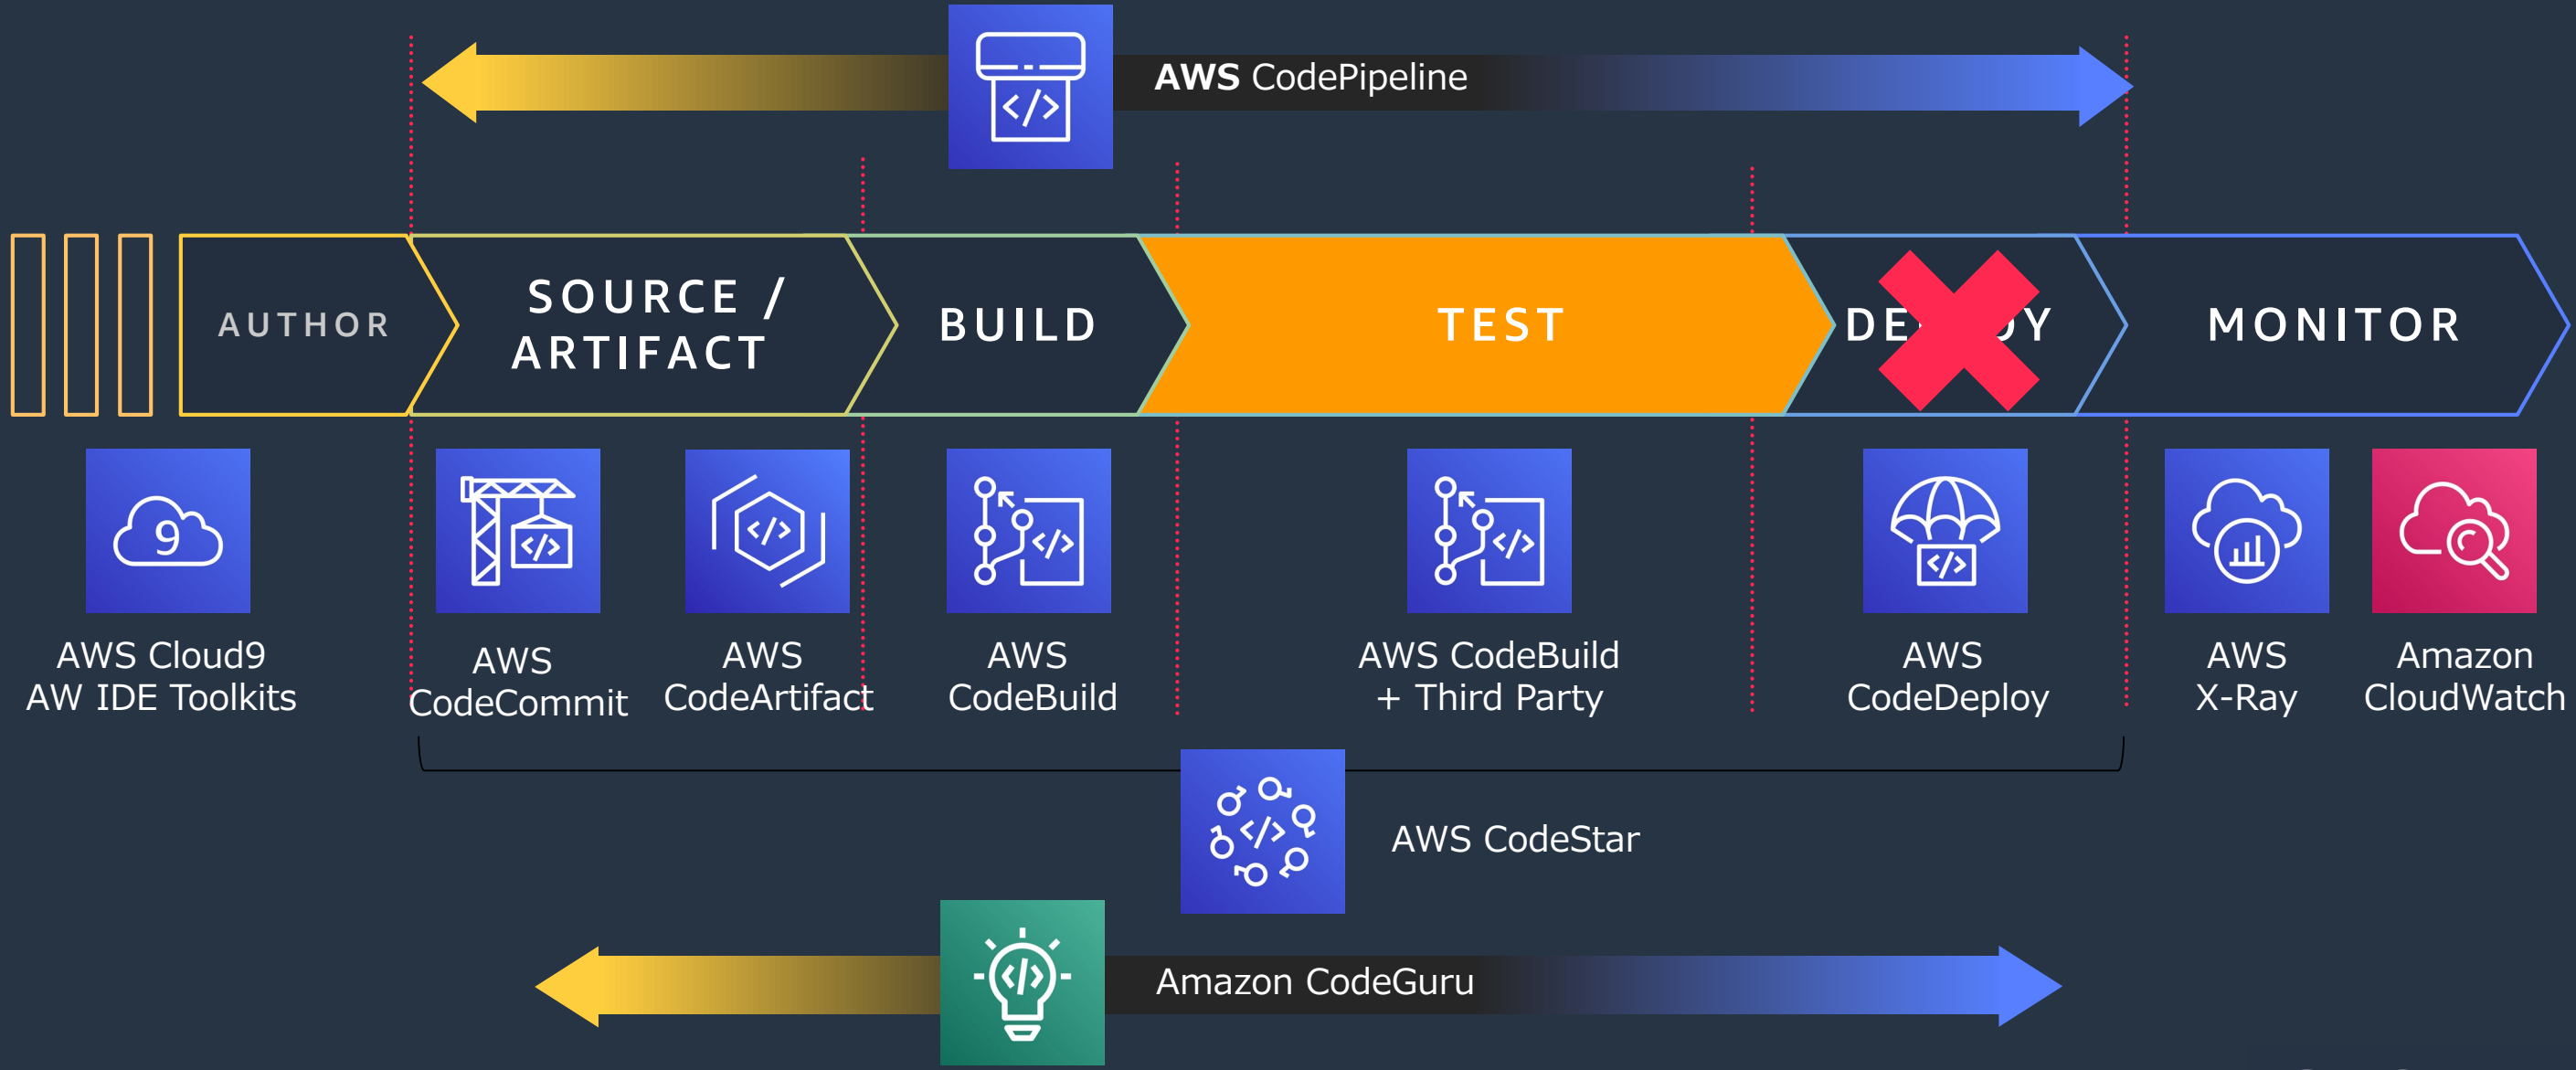 AWS CodePipeline
AUTHOR
SOURCE /
ARTIFACT
BUILD
TEST
MONITOR
9
AWS Cloud9
AW IDE Toolkits
AWS
CodeCommit
AWS
CodeArtifact
AWS
CodeBuild
AWS CodeBuild
+ Third Party
AWS
CodeDeploy
AWS
X-Ray
Amazon
CloudWatch
AWS CodeStar
Amazon CodeGuru